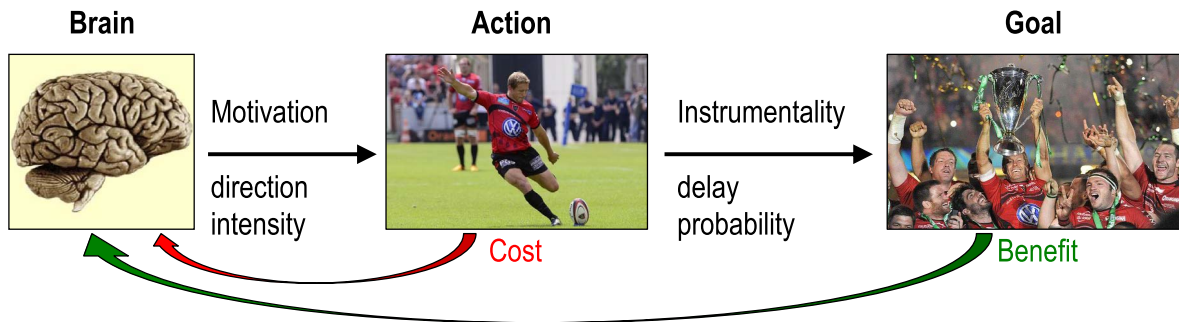 Brain
Action
Goal
Motivation
direction
intensity
Instrumentality
delay
probability
Cost
Benefit